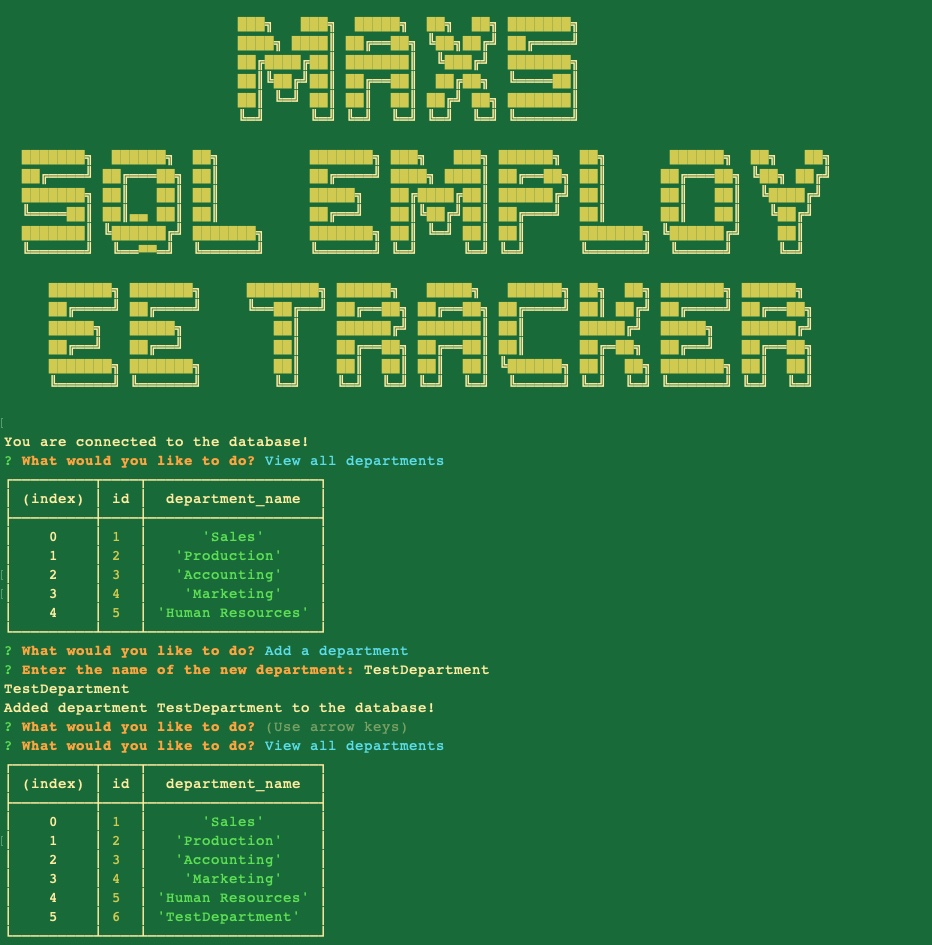 MAXS
SQL EMPLOY
EE TRACKER
You are connected to the database!
? What would you like to do? View all departments
(index) id department_name
0 1 'Sales'
1 2 'Production'
2 3 'Accounting'
3 4 'Marketing'
4 5 'Human Resources'
? What would you like to do? Add a department
? Enter the name of the new department: TestDepartment
TestDepartment
Added department TestDepartment to the database!
? What would you like to do? (Use arrow keys)
? What would you like to do? View all departments
(index) id department_name
0 1 'Sales'
1 2 'Production'
2 3 'Accounting'
3 4 'Marketing'
4 5 'Human Resources'
5 6 'TestDepartment'